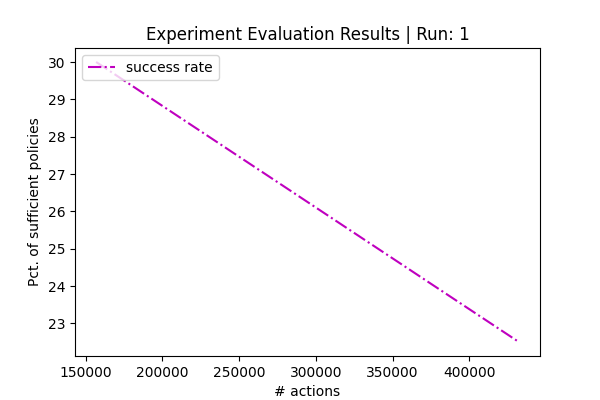 Experiment Evaluation Results | Run: 1
success rate
Pct. of sufficient policies
30
29
28
27
26
25
24
23
150000 200000 250000 300000 350000 400000
# actions